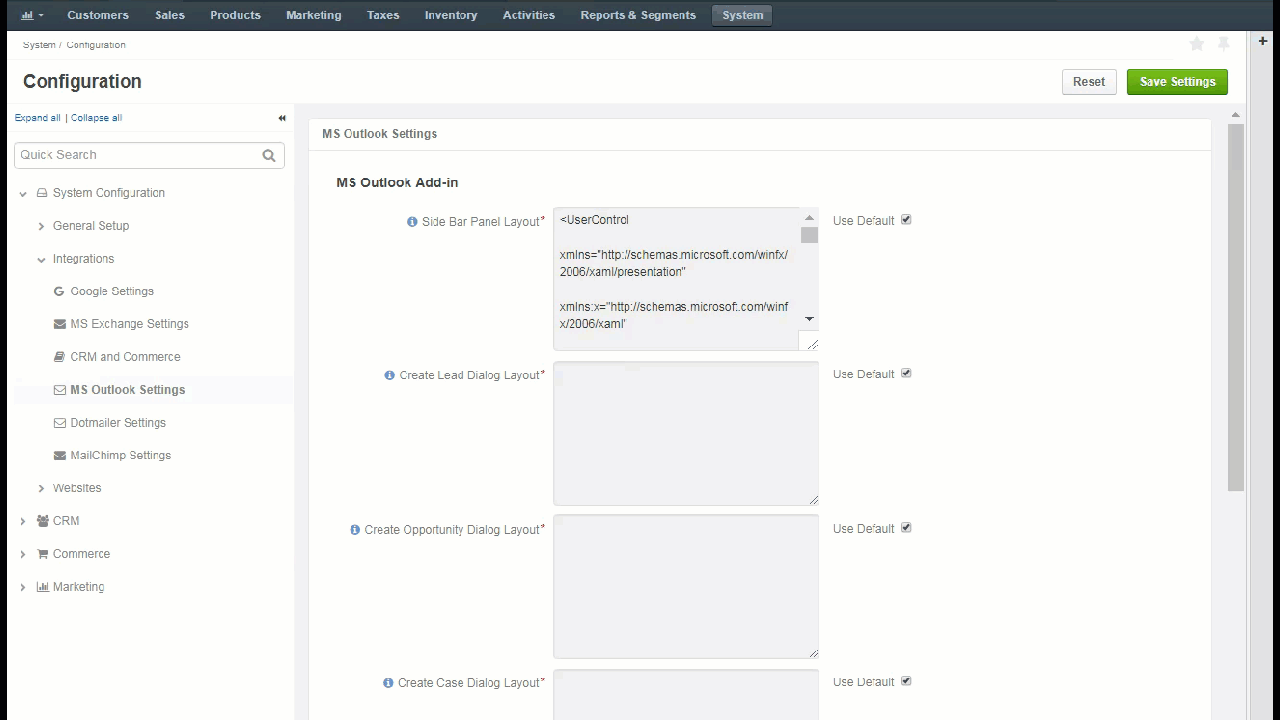 Customers Sales Products Marketing Taxes Inventory Activities Reports & Segments System
System / Configuration
Configuration
Reset Save Settings
Expand all | Collapse all
Quick Search
System Configuration
General Setup
Integrations
Google Settings
MS Exchange Settings
CRM and Commerce
MS Outlook Settings
Dotmailer Settings
MailChimp Settings
Websites
CRM
Commerce
Marketing
MS Outlook Settings
MS Outlook Add-in
Side Bar Panel Layout*
<UserControl
xmlns="http://schemas.microsoft.com/winfx/
2006/xaml/presentation"
xmlns:x="http://schemas.microsoft.com/winf
x/2006/xaml"
Use Default
Create Lead Dialog Layout*
Use Default
Create Opportunity Dialog Layout*
Use Default
Create Case Dialog Layout*
Use Default